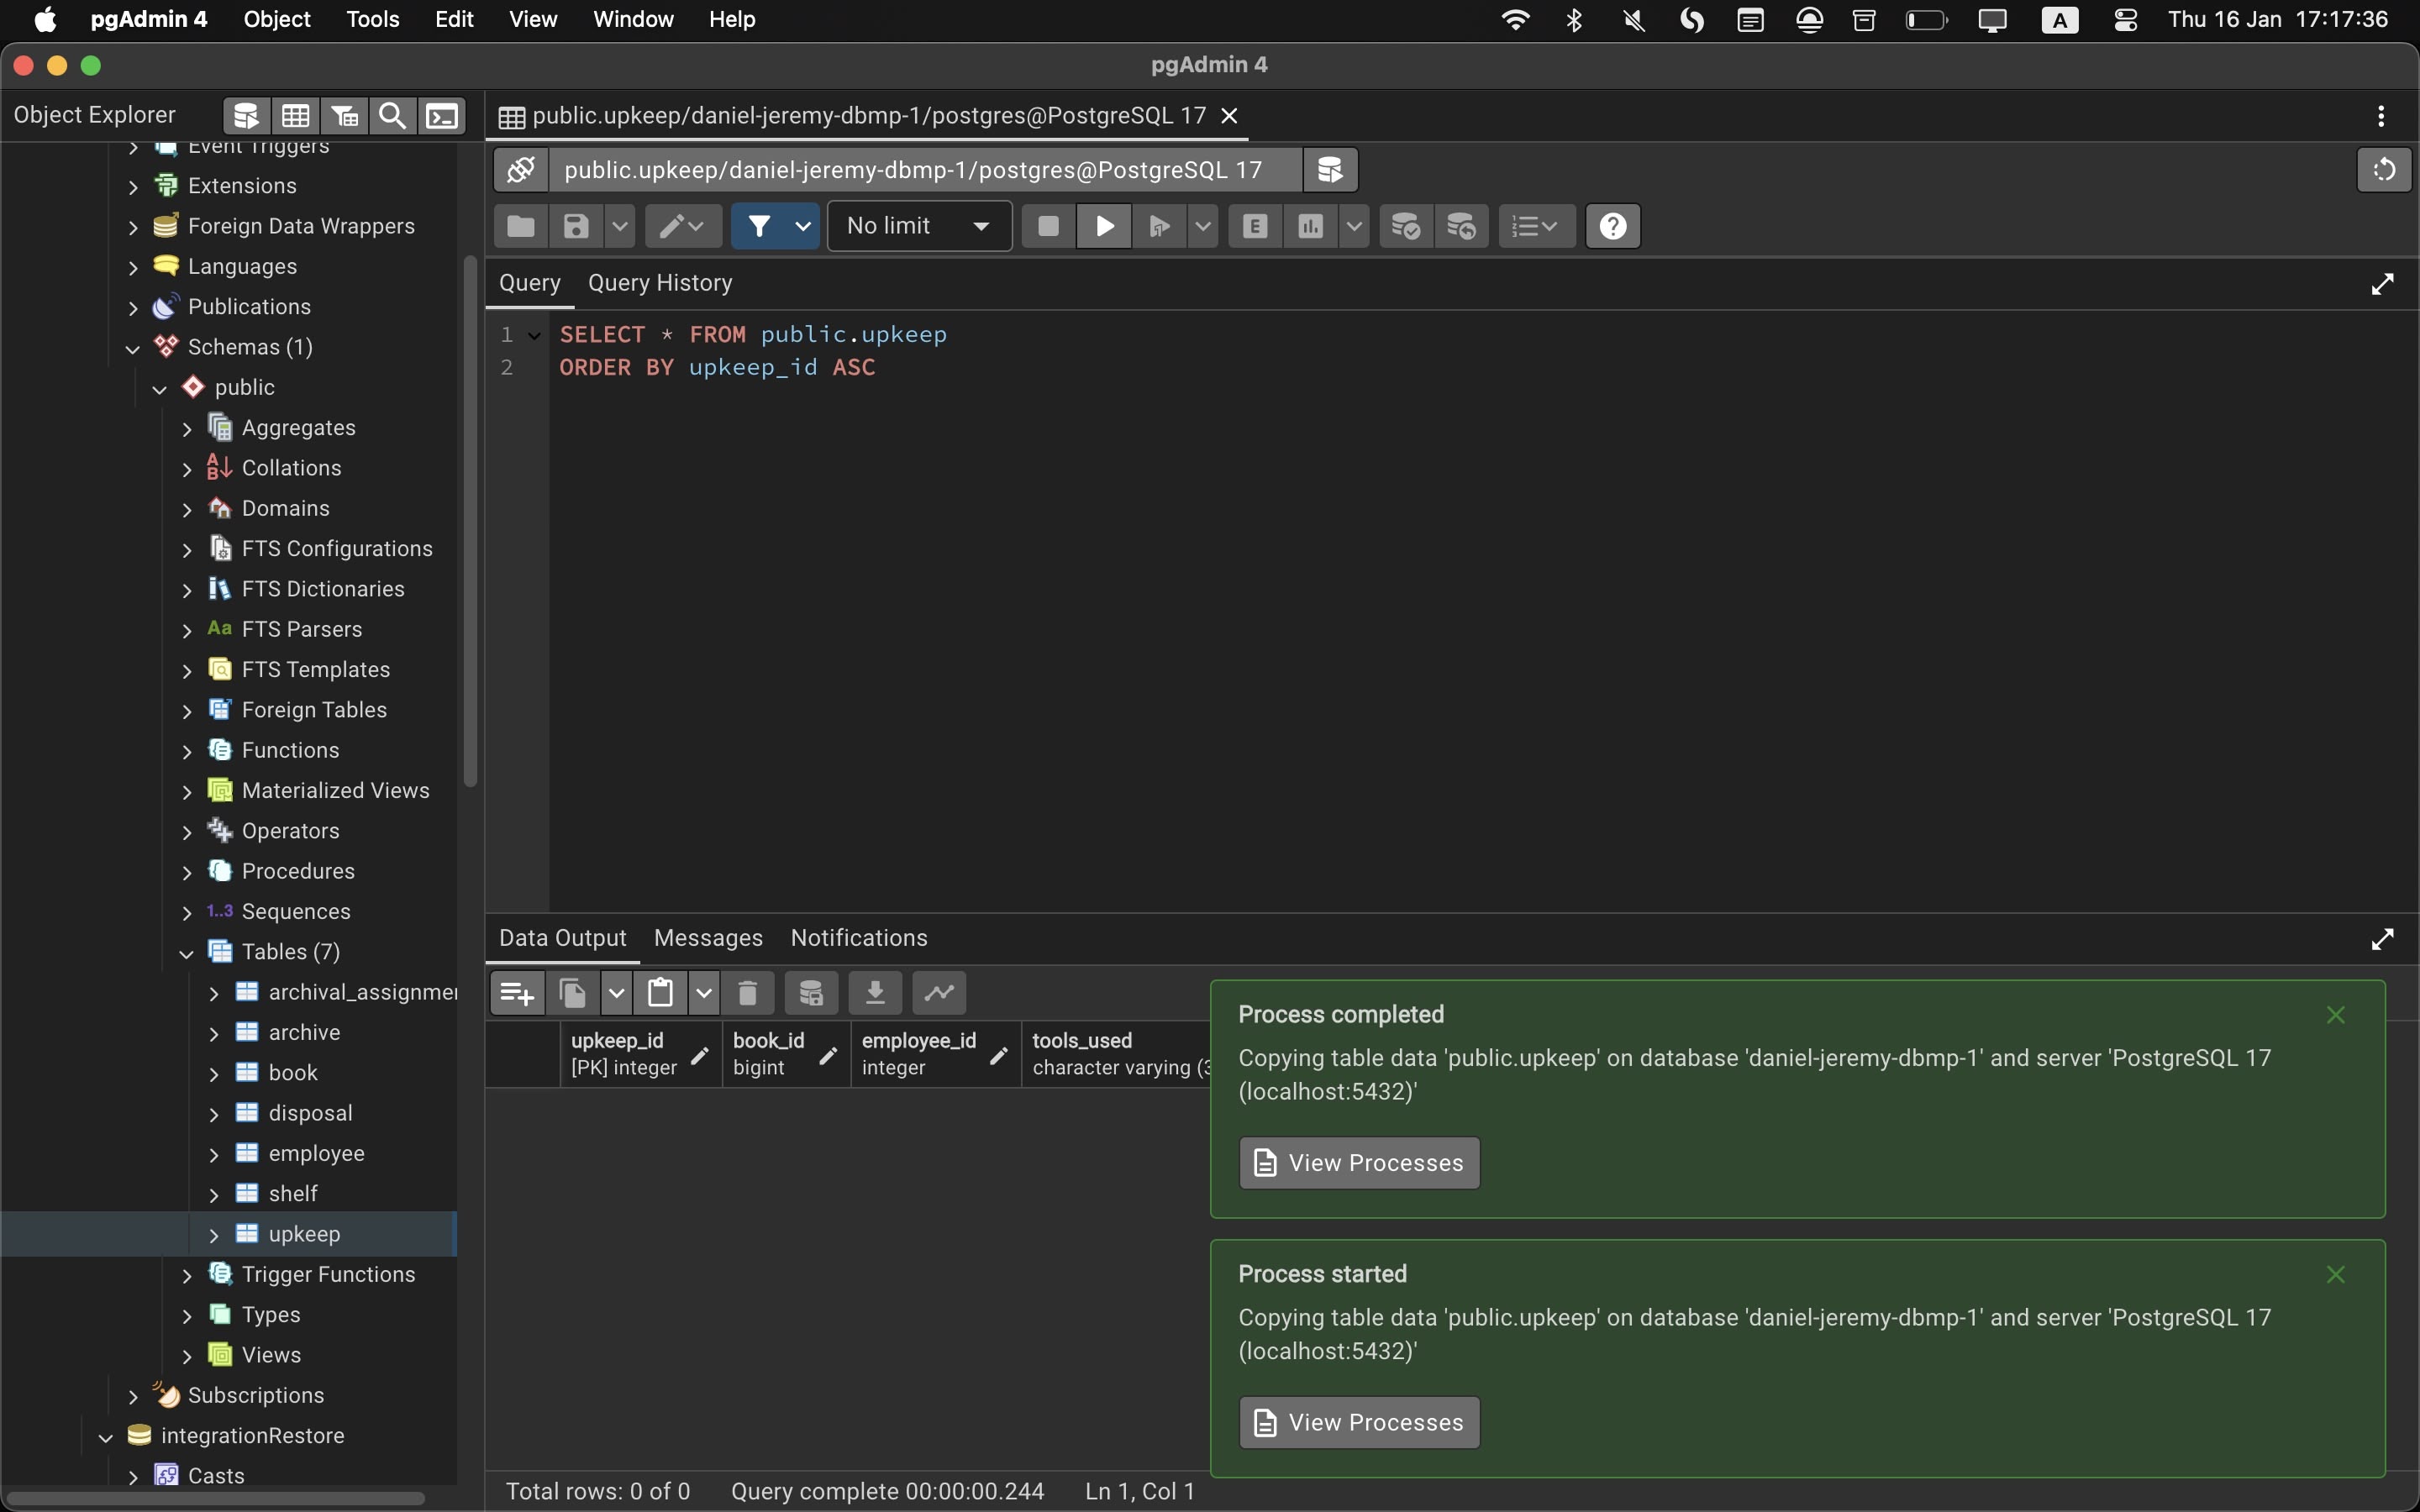 pgAdmin 4 Object Tools Edit View Window Help A Thu 16 Jan 17:17:36
pgAdmin 4
Object Explorer
public.upkeep/daniel-jeremy-dbmp-1/postgres@PostgreSQL 17
public.upkeep/daniel-jeremy-dbmp-1/postgres@PostgreSQL 17
No limit
E
Query Query History
1 SELECT * FROM public.upkeep
2 ORDER BY upkeep_id ASC
Event Triggers
Extensions
Foreign Data Wrappers
Languages
Publications
Schemas (1)
public
Aggregates
Collations
Domains
FTS Configurations
FTS Dictionaries
Aa FTS Parsers
FTS Templates
Foreign Tables
Functions
Materialized Views
Operators
Procedures
1..3 Sequences
Tables (7)
archival_assignme
archive
book
disposal
employee
shelf
upkeep
Trigger Functions
Types
Views
Subscriptions
integrationRestore
Casts
Data Output Messages Notifications
upkeep_id
[PK] integer
book_id
bigint
employee_id
integer
tools_used
character varying (3
Process completed
Copying table data 'public.upkeep' on database 'daniel-jeremy-dbmp-1' and server 'PostgreSQL 17
(localhost:5432)'
View Processes
Process started
Copying table data 'public.upkeep' on database 'daniel-jeremy-dbmp-1' and server 'PostgreSQL 17
(localhost:5432)'
View Processes
Total rows: 0 of 0 Query complete 00:00:00.244 Ln 1, Col 1